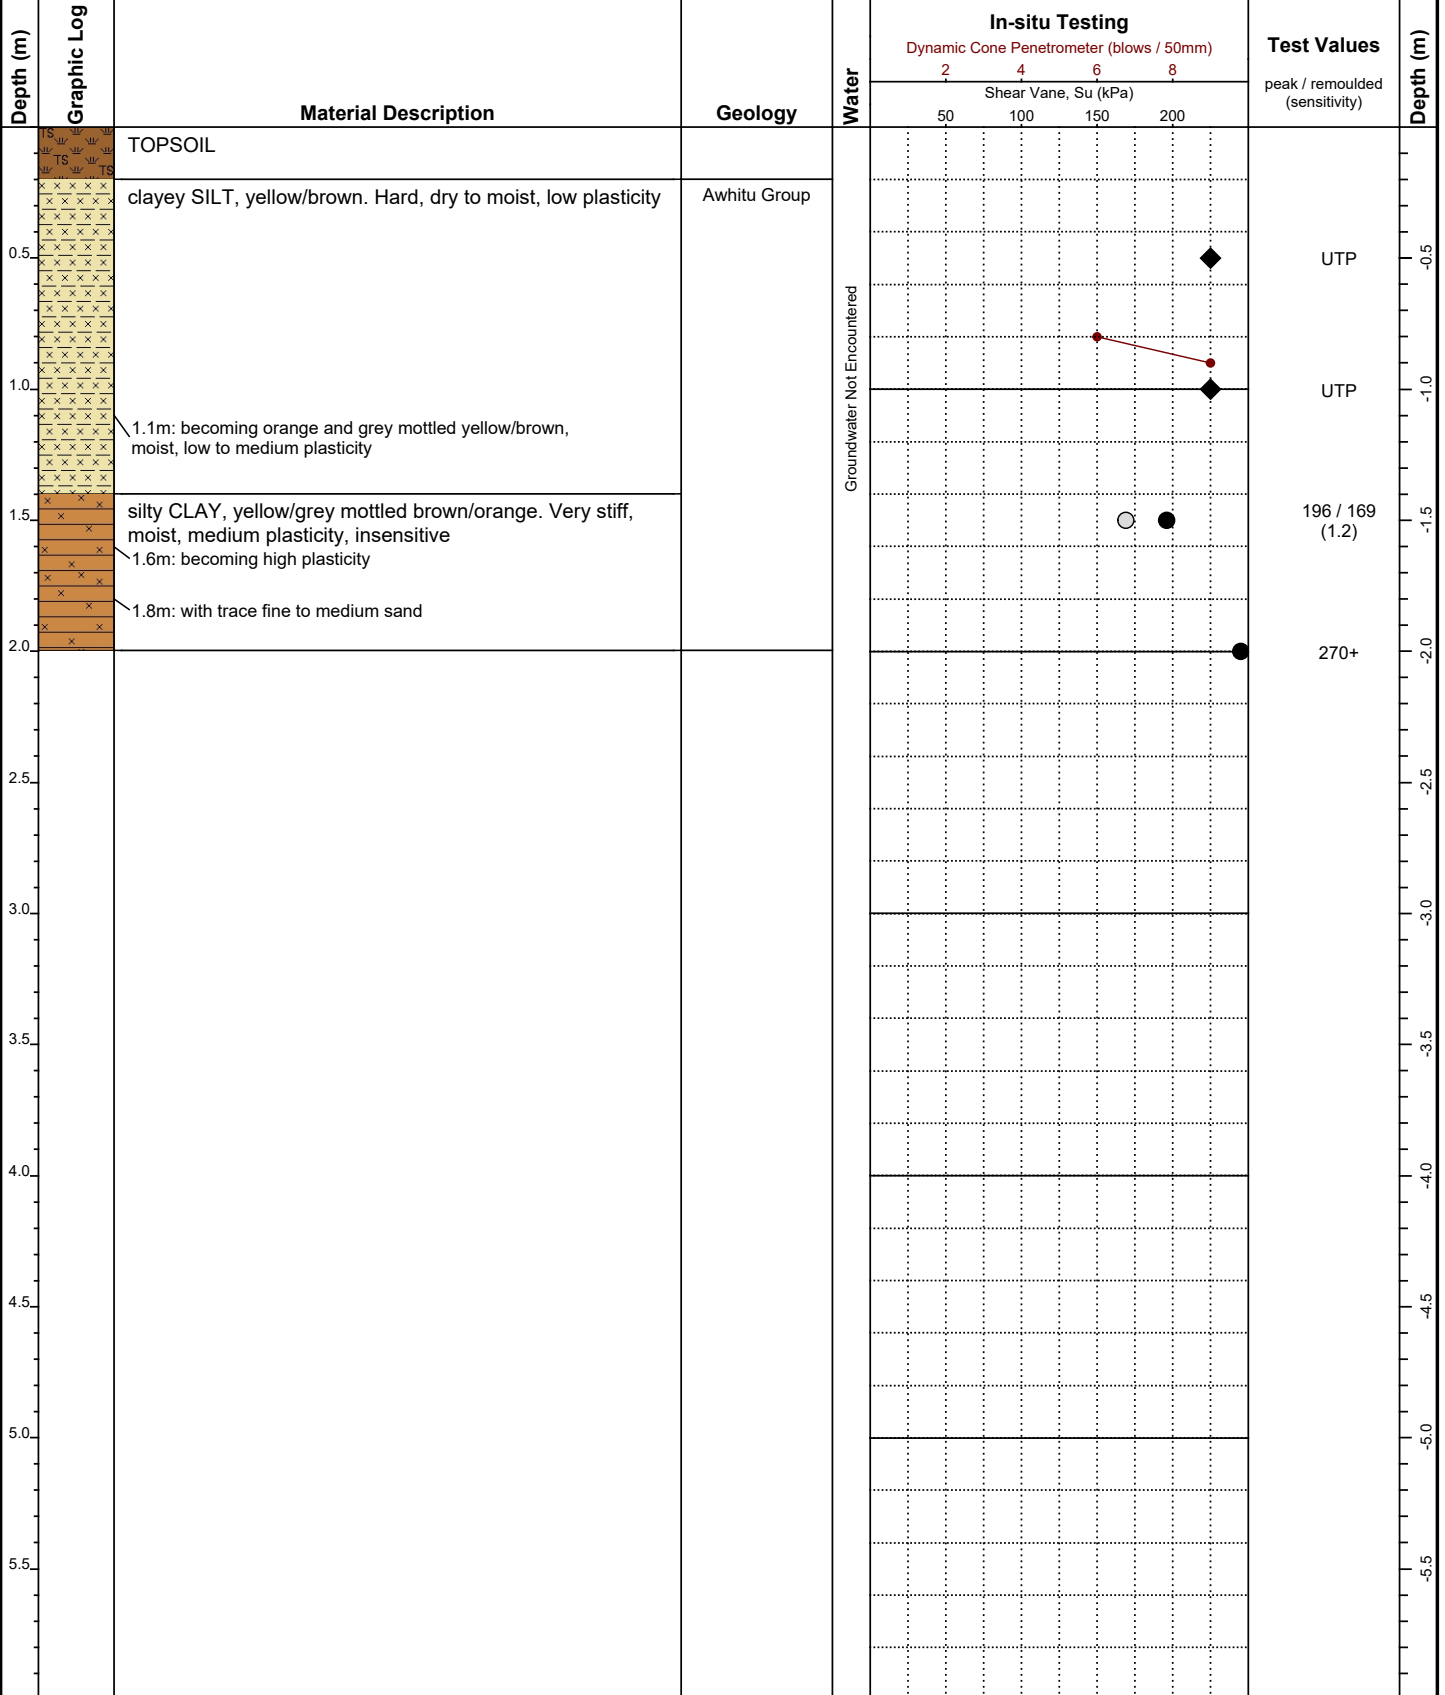 Depth (m)
Graphic Log
Material Description
Geology
Water
In-situ Testing
Dynamic Cone Penetrometer (blows / 50mm)
2 4 6 8
Shear Vane, Su (kPa)
50 100 150 200
Test Values
peak / remoulded
(sensitivity)
Depth (m)
TS
TS
TS
TOPSOIL
clayey SILT, yellow/brown. Hard, dry to moist, low plasticity
Awhitu Group
0.5
UTP
-0.5
Groundwater Not Encountered
1.0
UTP
-1.0
1.1m: becoming orange and grey mottled yellow/brown,
moist, low to medium plasticity
silty CLAY, yellow/grey mottled brown/orange. Very stiff,
moist, medium plasticity, insensitive
1.5
196 / 169
(1.2)
-1.5
1.6m: becoming high plasticity
1.8m: with trace fine to medium sand
2.0
270+
-2.0
2.5
-2.5
3.0
-3.0
3.5
-3.5
4.0
-4.0
4.5
-4.5
5.0
-5.0
5.5
-5.5